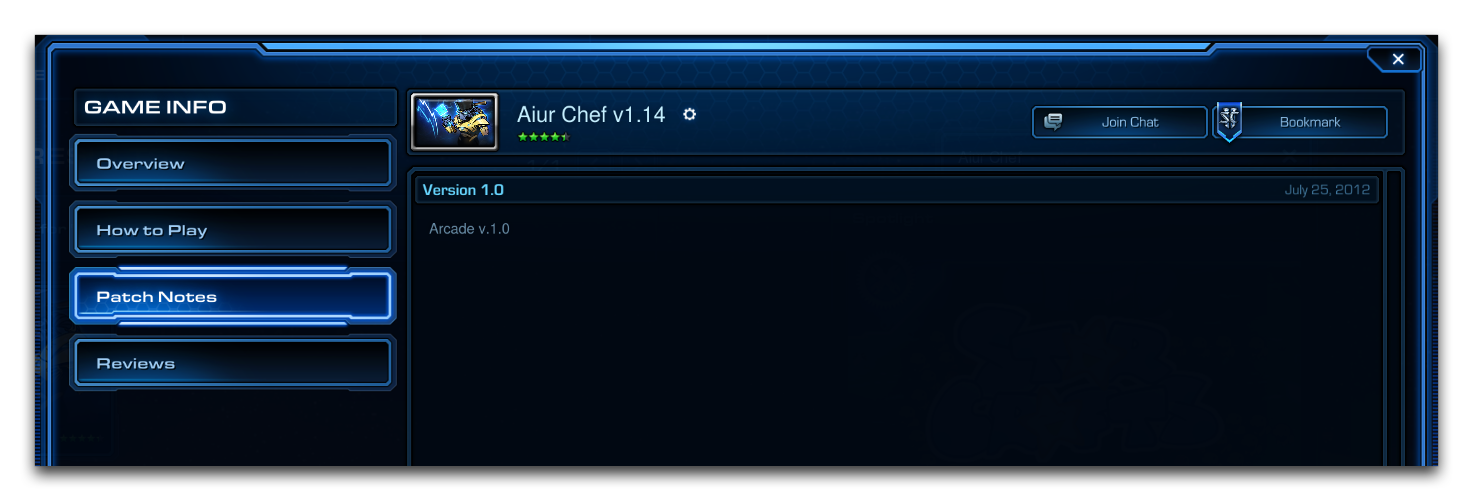 GAME INFO
Overview
How to Play
Patch Notes
Reviews
Aiur Chef v1.14
Join Chat
Bookmark
Version 1.0
July 25, 2012
Arcade v.1.0